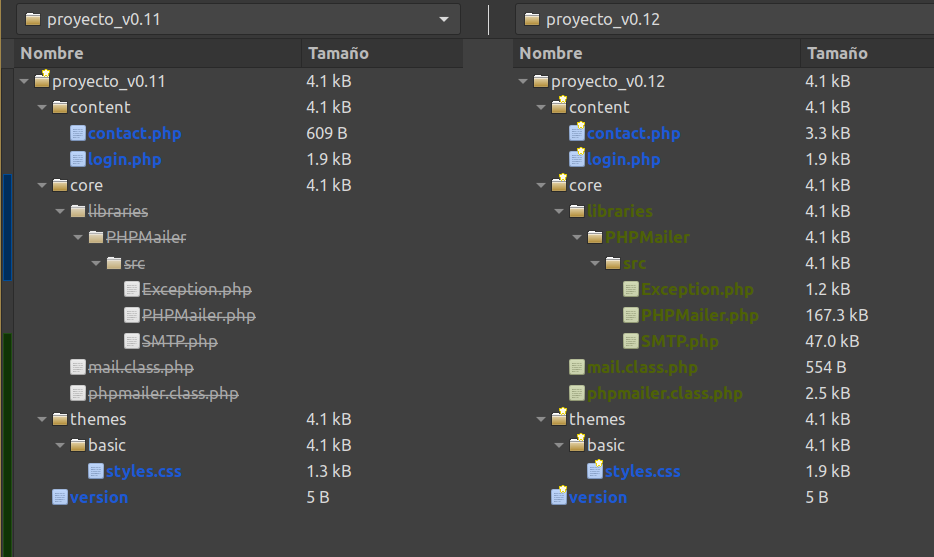 proyecto_v0.11 proyecto_v0.12
Nombre Tamaño Nombre Tamaño
proyecto_v0.11 4.1 kB proyecto_v0.12 4.1 kB
content 4.1 kB content 4.1 kB
contact.php 609 B contact.php 3.3 kB
login.php 1.9 kB login.php 1.9 kB
core 4.1 kB core 4.1 kB
libraries libraries 4.1 kB
PHPMailer PHPMailer 4.1 kB
src src 4.1 kB
Exception.php Exception.php 1.2 kB
PHPMailer.php PHPMailer.php 167.3 kB
SMTP.php SMTP.php 47.0 kB
mail.class.php mail.class.php 554 B
phpmailer.class.php phpmailer.class.php 2.5 kB
themes 4.1 kB themes 4.1 kB
basic 4.1 kB basic 4.1 kB
styles.css 1.3 kB styles.css 1.9 kB
version 5 B version 5 B